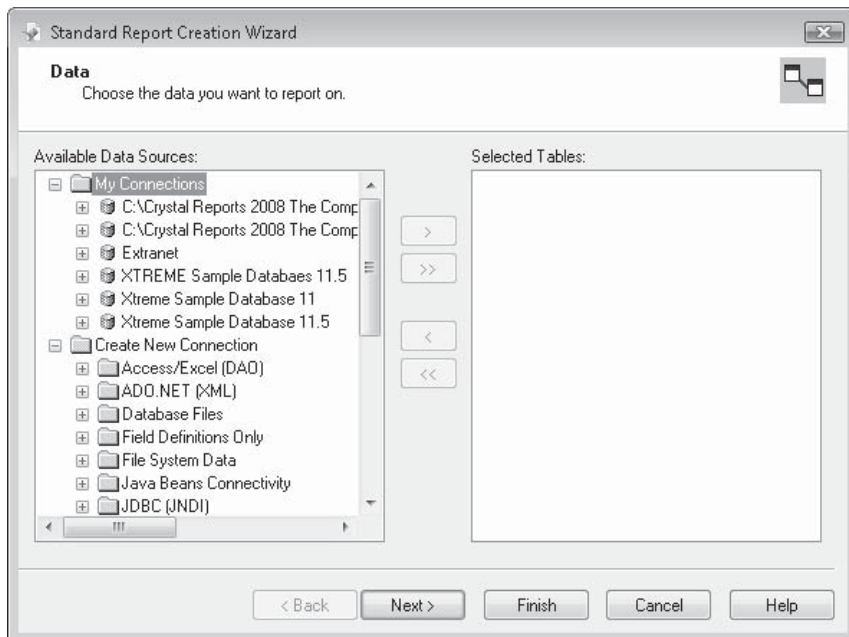 Standard Report Creation Wizard
Data
Choose the data you want to report on.
Available Data Sources:
My Connections
C:\Crystal Reports 2008 The Comp
C:\Crystal Reports 2008 The Comp
Extranet
XTREME Sample Databaes 11.5
Xtreme Sample Database 11
Xtreme Sample Database 11.5
Create New Connection
Access/Excel (DAO)
ADO.NET (XML)
Database Files
Field Definitions Only
File System Data
Java Beans Connectivity
JDBC (JNDI)
>
>>
<
<<
Selected Tables:
< Back Next > Finish Cancel Help